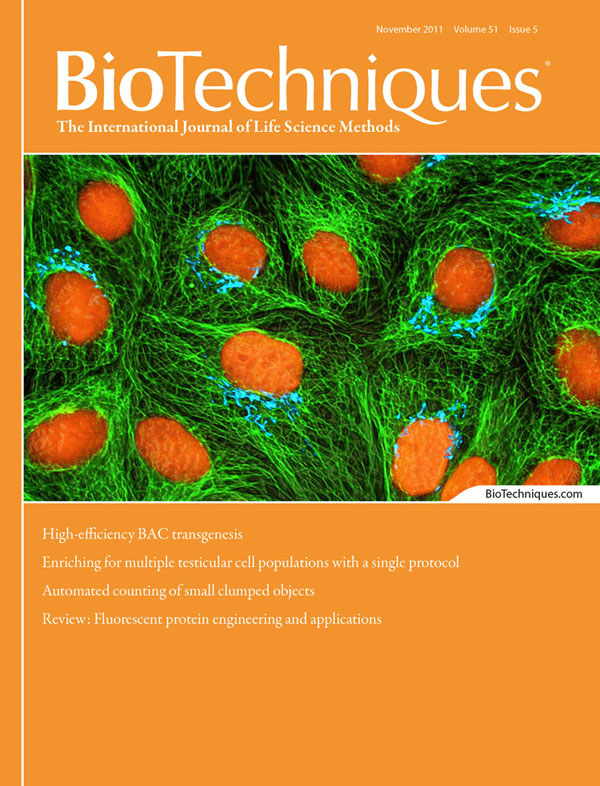 November 2011 Volume 51 Issue 5
BioTechniques®
The International Journal of Life Science Methods
BioTechniques.com
High-efficiency BAC transgenesis
Enriching for multiple testicular cell populations with a single protocol
Automated counting of small clumped objects
Review: Fluorescent protein engineering and applications